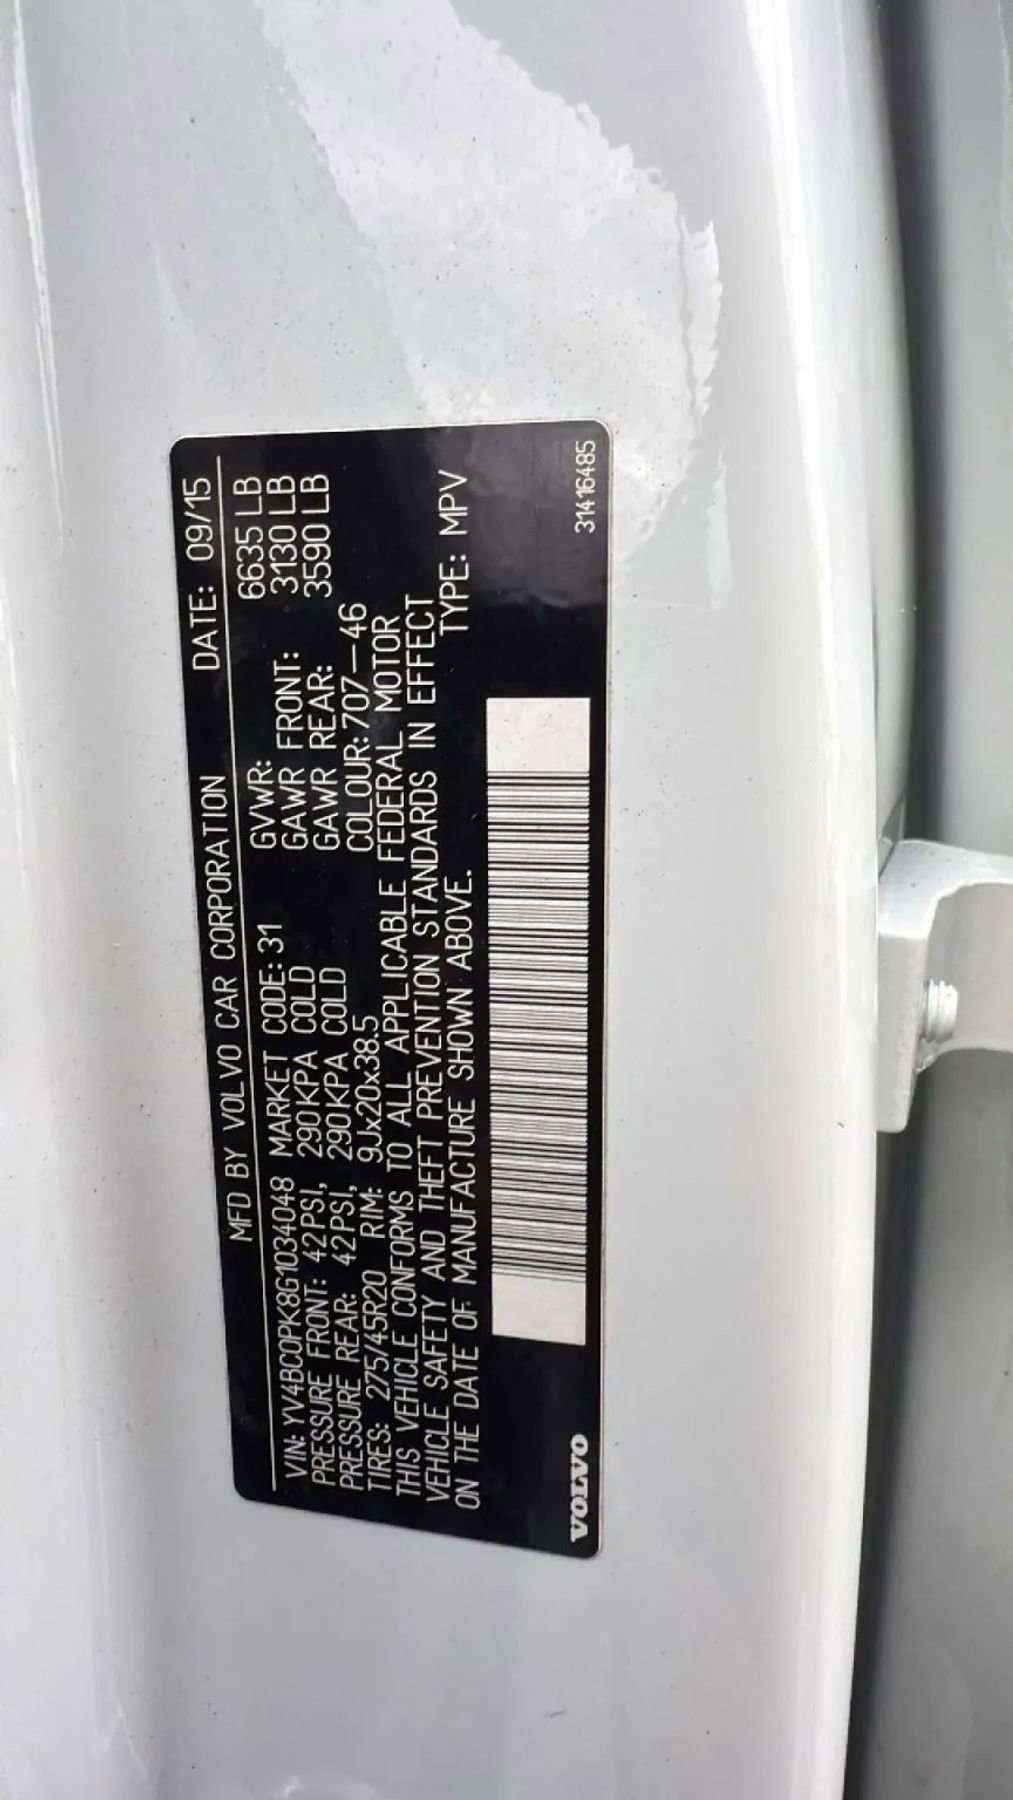 MFD BY VOLVO CAR CORPORATION DATE: 09/15
VIN: YV4BC0PK8G1034048 MARKET CODE: 31 GVWR: 6635 LB
PRESSURE FRONT: 42PSI, 290KPA COLD GAWR FRONT: 3130 LB
PRESSURE REAR: 42PSI, 290KPA COLD GAWR REAR: 3590 LB
TIRES: 275/45R20 RIM: 9Jx20x38.5 COLOUR: 707-46
THIS VEHICLE CONFORMS TO ALL APPLICABLE FEDERAL MOTOR
VEHICLE SAFETY AND THEFT PREVENTION STANDARDS IN EFFECT
ON THE DATE OF MANUFACTURE SHOWN ABOVE. TYPE: MPV
VOLVO 31416485